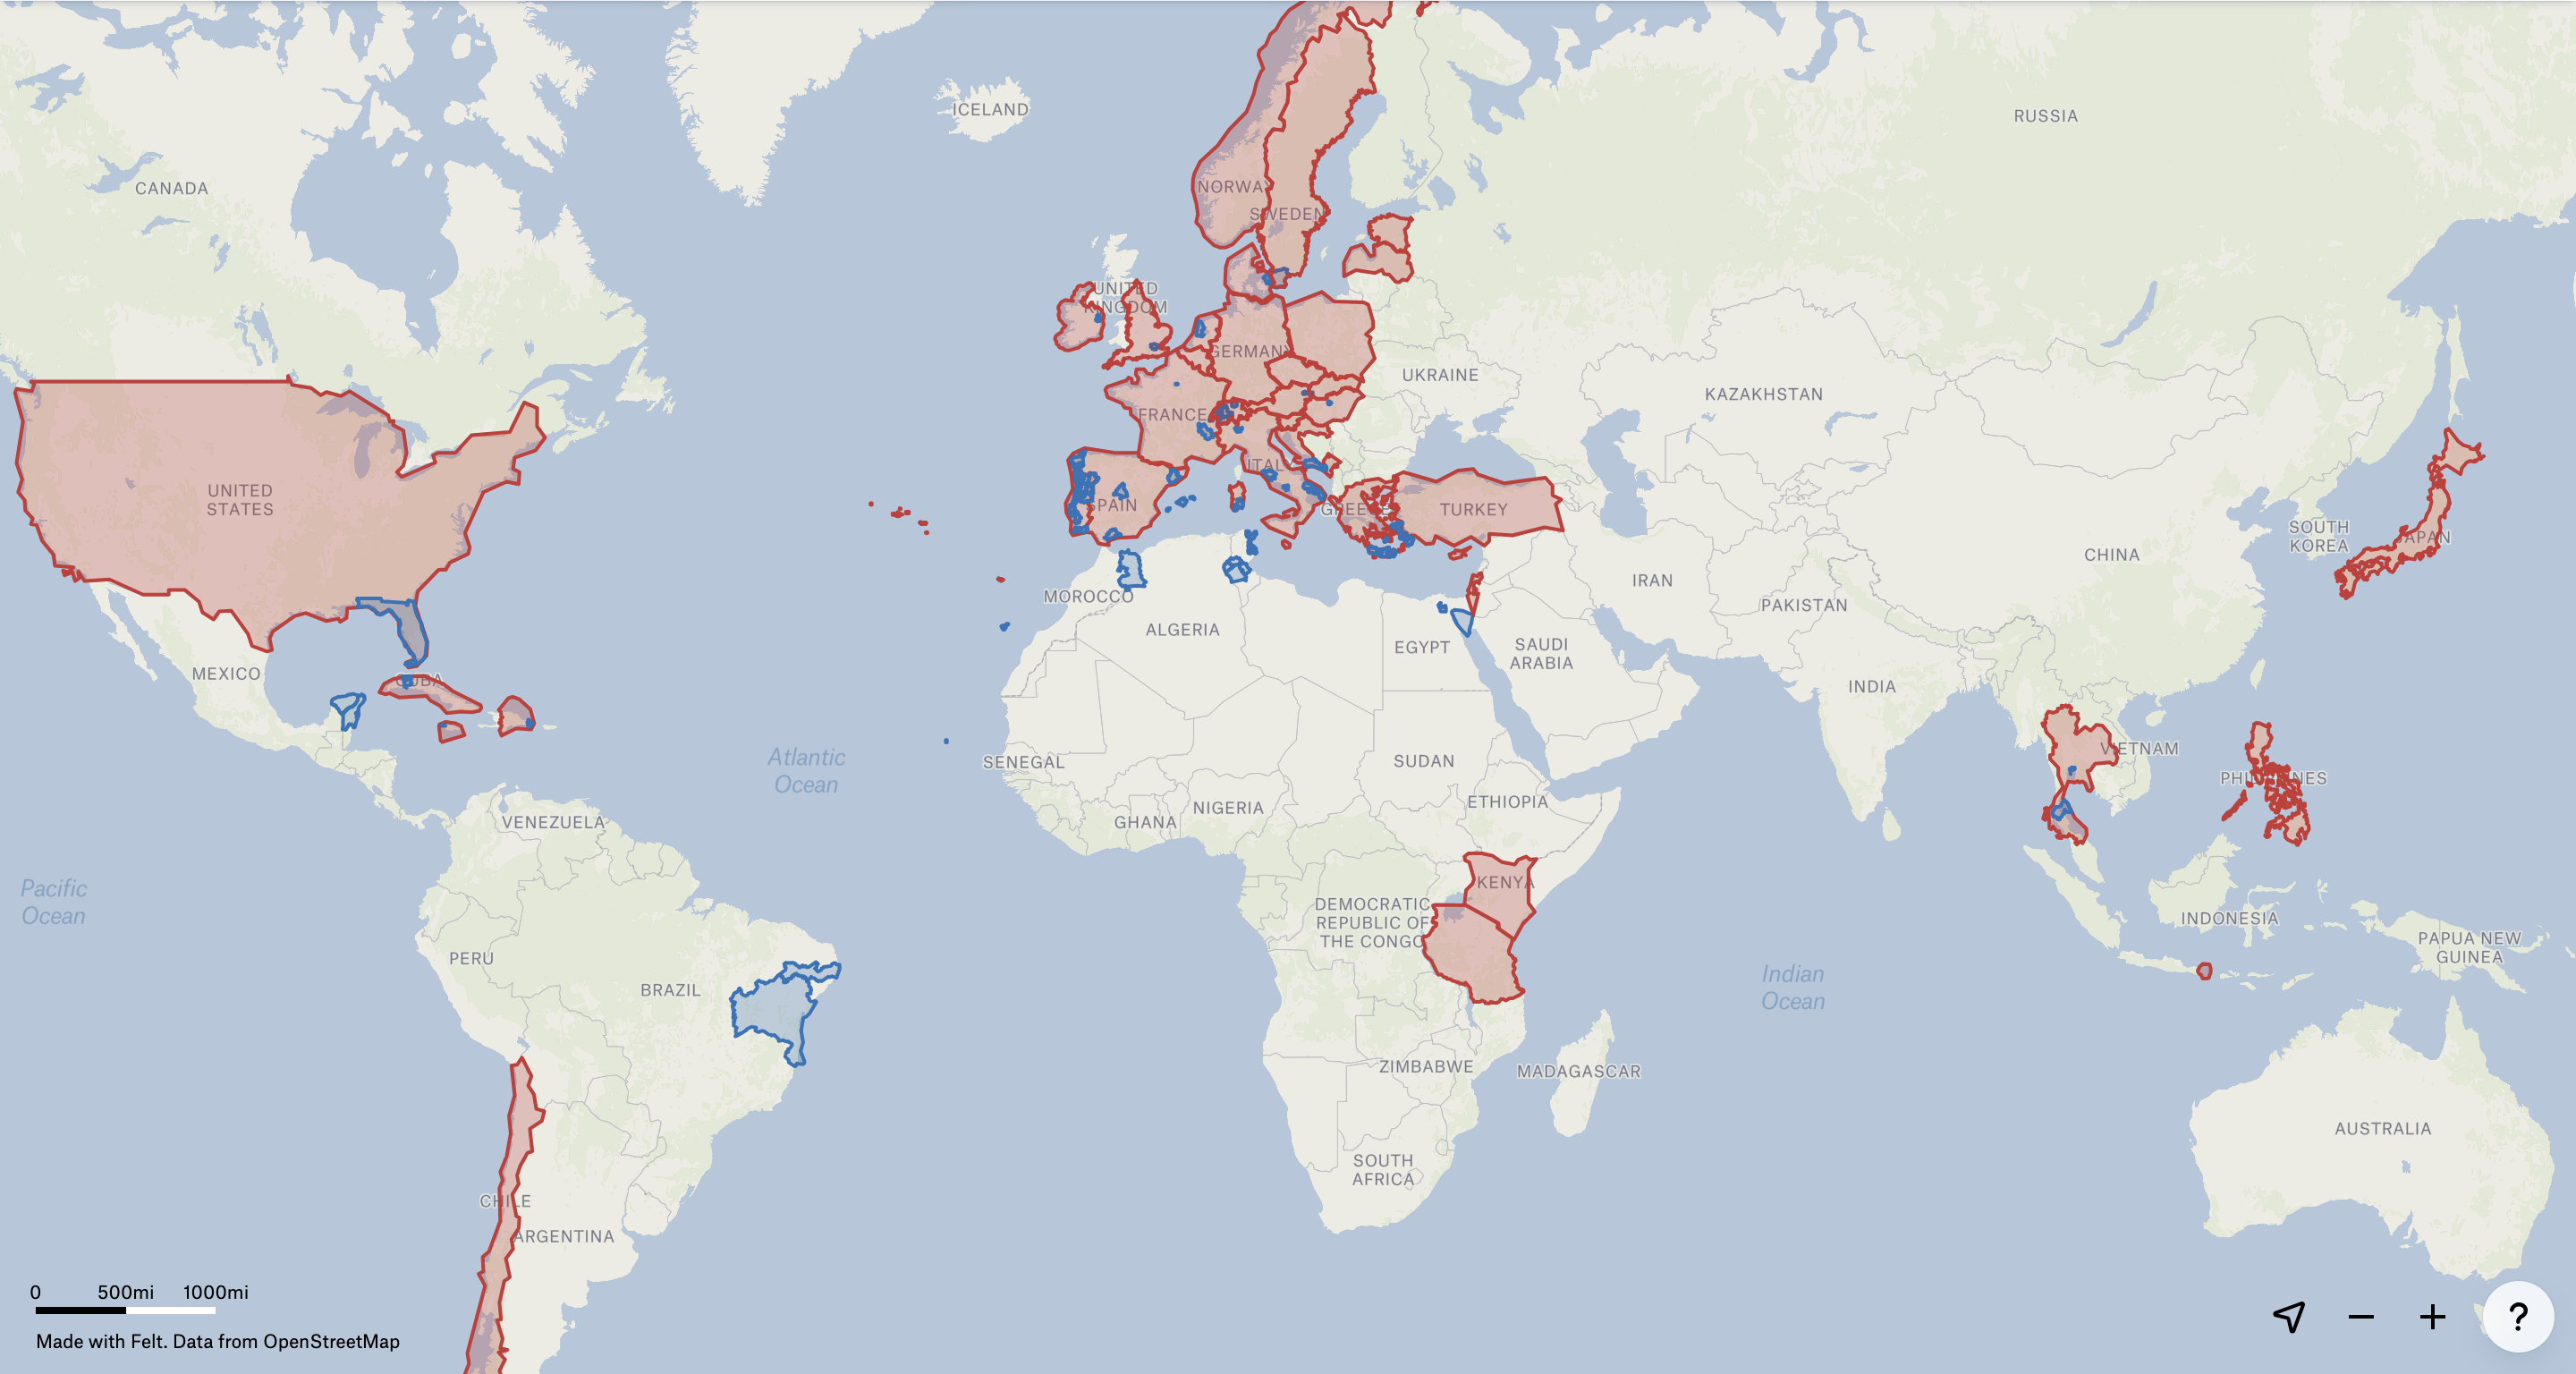 ICELAND
RUSSIA
CANADA
NORWAY
SWEDEN
UNITED
KINGDOM
GERMANY
UKRAINE
KAZAKHSTAN
FRANCE
ITALY
SPAIN
GREECE
TURKEY
UNITED
STATES
SOUTH
KOREA
JAPAN
CHINA
IRAN
PAKISTAN
MOROCCO
ALGERIA
EGYPT
SAUDI
ARABIA
MEXICO
CUBA
INDIA
Atlantic
Ocean
SENEGAL
SUDAN
VIETNAM
PHILIPPINES
VENEZUELA
GHANA
NIGERIA
ETHIOPIA
Pacific
Ocean
KENYA
DEMOCRATIC
REPUBLIC OF
THE CONGO
INDONESIA
PAPUA NEW
GUINEA
PERU
BRAZIL
Indian
Ocean
ZIMBABWE
MADAGASCAR
AUSTRALIA
SOUTH
AFRICA
CHILE
ARGENTINA
0 500mi 1000mi
Made with Felt. Data from OpenStreetMap
?